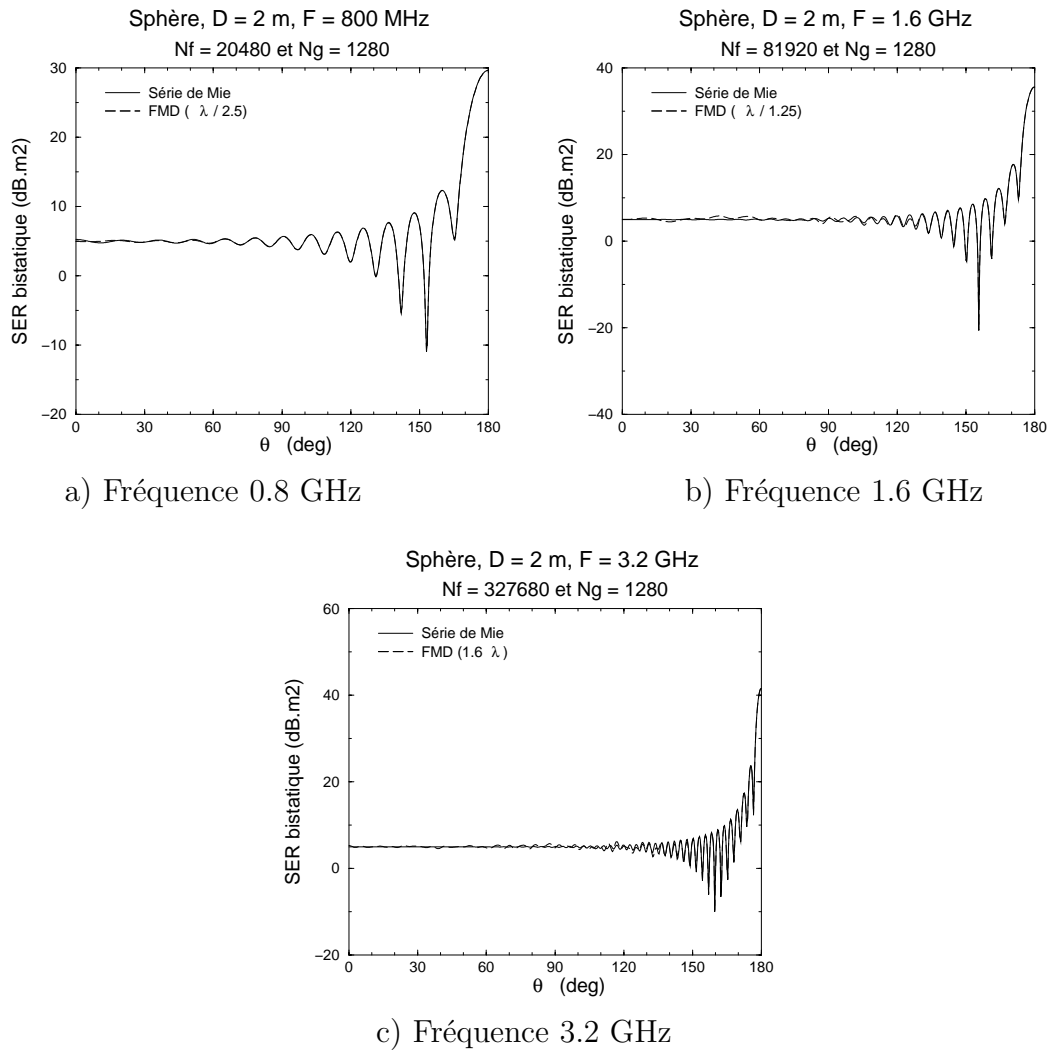 Sphère, D = 2 m, F = 800 MHz
Nf = 20480 et Ng = 1280
30
20
10
0
−10
−20
SER bistatique (dB.m2)
Série de Mie
FMD ( λ / 2.5)
0 30 60 90 120 150 180
θ (deg)
a) Fréquence 0.8 GHz
Sphère, D = 2 m, F = 1.6 GHz
Nf = 81920 et Ng = 1280
40
20
0
−20
−40
SER bistatique (dB.m2)
Série de Mie
FMD ( λ / 1.25)
0 30 60 90 120 150 180
θ (deg)
b) Fréquence 1.6 GHz
Sphère, D = 2 m, F = 3.2 GHz
Nf = 327680 et Ng = 1280
60
40
20
0
−20
SER bistatique (dB.m2)
Série de Mie
FMD (1.6 λ )
0 30 60 90 120 150 180
θ (deg)
c) Fréquence 3.2 GHz